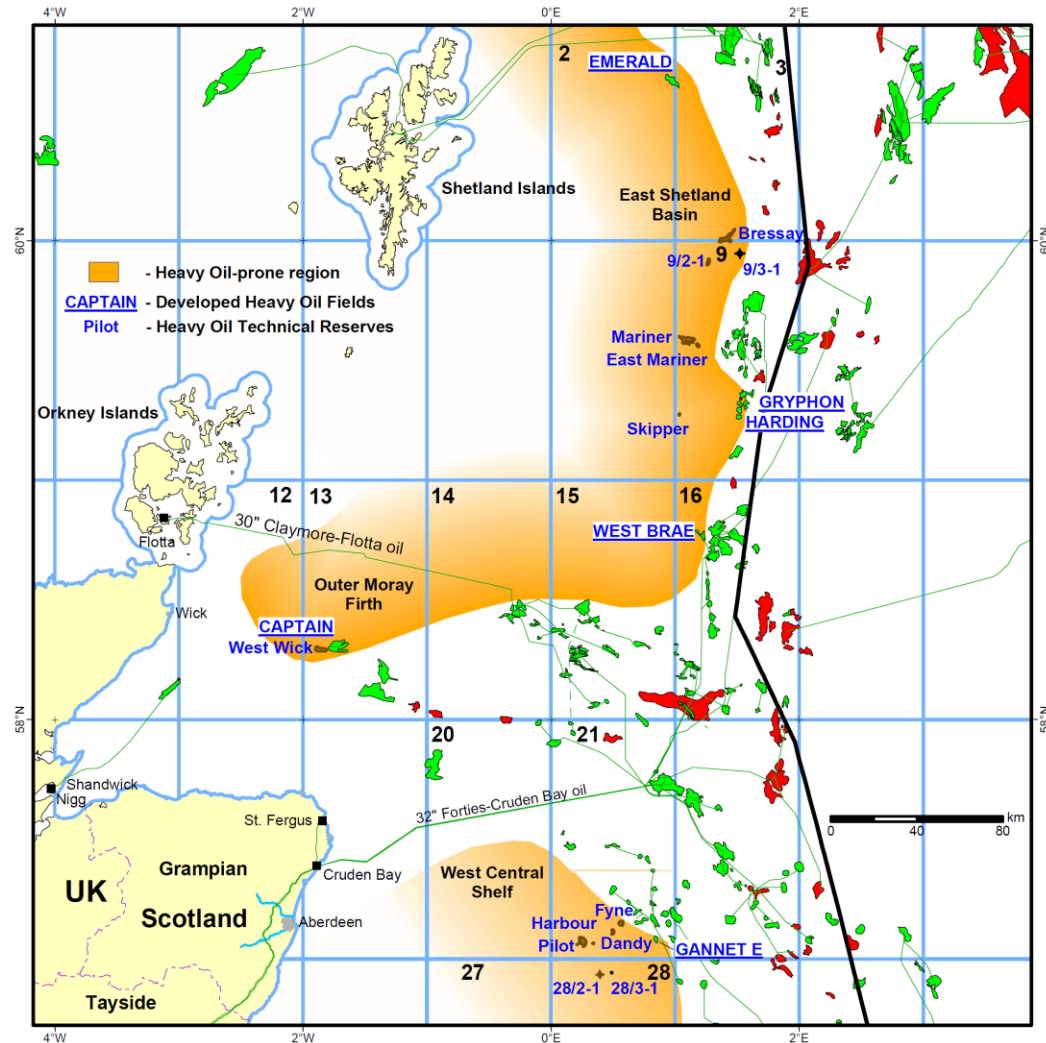 4°W
2°W
0°E
2°E
2
3
EMERALD
Shetland Islands
East Shetland
Basin
Bressay
60°N
60°N
9/2-1
9
9/3-1
- Heavy Oil-prone region
CAPTAIN - Developed Heavy Oil Fields
Pilot - Heavy Oil Technical Reserves
Mariner
East Mariner
Orkney Islands
GRYPHON
HARDING
Skipper
12
13
14
15
16
30" Claymore-Flotta oil
WEST BRAE
Flotta
Outer Moray
Firth
Wick
CAPTAIN
West Wick
58°N
58°N
20
21
Shandwick
Nigg
32" Forties-Cruden Bay oil
km
0
40
80
St. Fergus
Grampian
Cruden Bay
West Central
Shelf
UK
Scotland
Aberdeen
Fyne
Harbour
Pilot
Dandy
GANNET E
27
28
28/2-1
28/3-1
Tayside
4°W
2°W
0°E
2°E